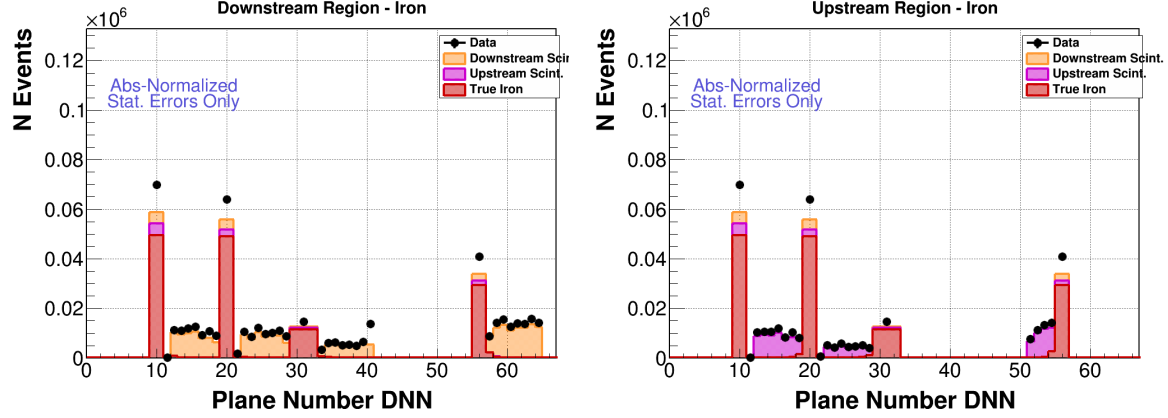 Downstream Region - Iron
×10⁶
N Events
0.12
0.1
0.08
0.06
0.04
0.02
0
Abs-Normalized
Stat. Errors Only
Data
Downstream Scint.
Upstream Scint.
True Iron
0 10 20 30 40 50 60
Plane Number DNN
Upstream Region - Iron
×10⁶
N Events
0.12
0.1
0.08
0.06
0.04
0.02
0
Abs-Normalized
Stat. Errors Only
Data
Downstream Scint.
Upstream Scint.
True Iron
0 10 20 30 40 50 60
Plane Number DNN